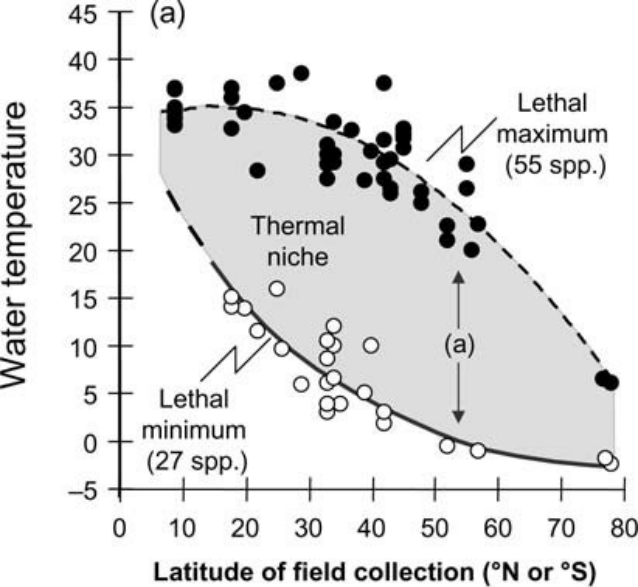 (a)
45
40
35
30
25
20
15
10
5
0
–5
Water temperature
Lethal
maximum
(55 spp.)
Thermal
niche
(a)
Lethal
minimum
(27 spp.)
0 10 20 30 40 50 60 70 80
Latitude of field collection (°N or °S)